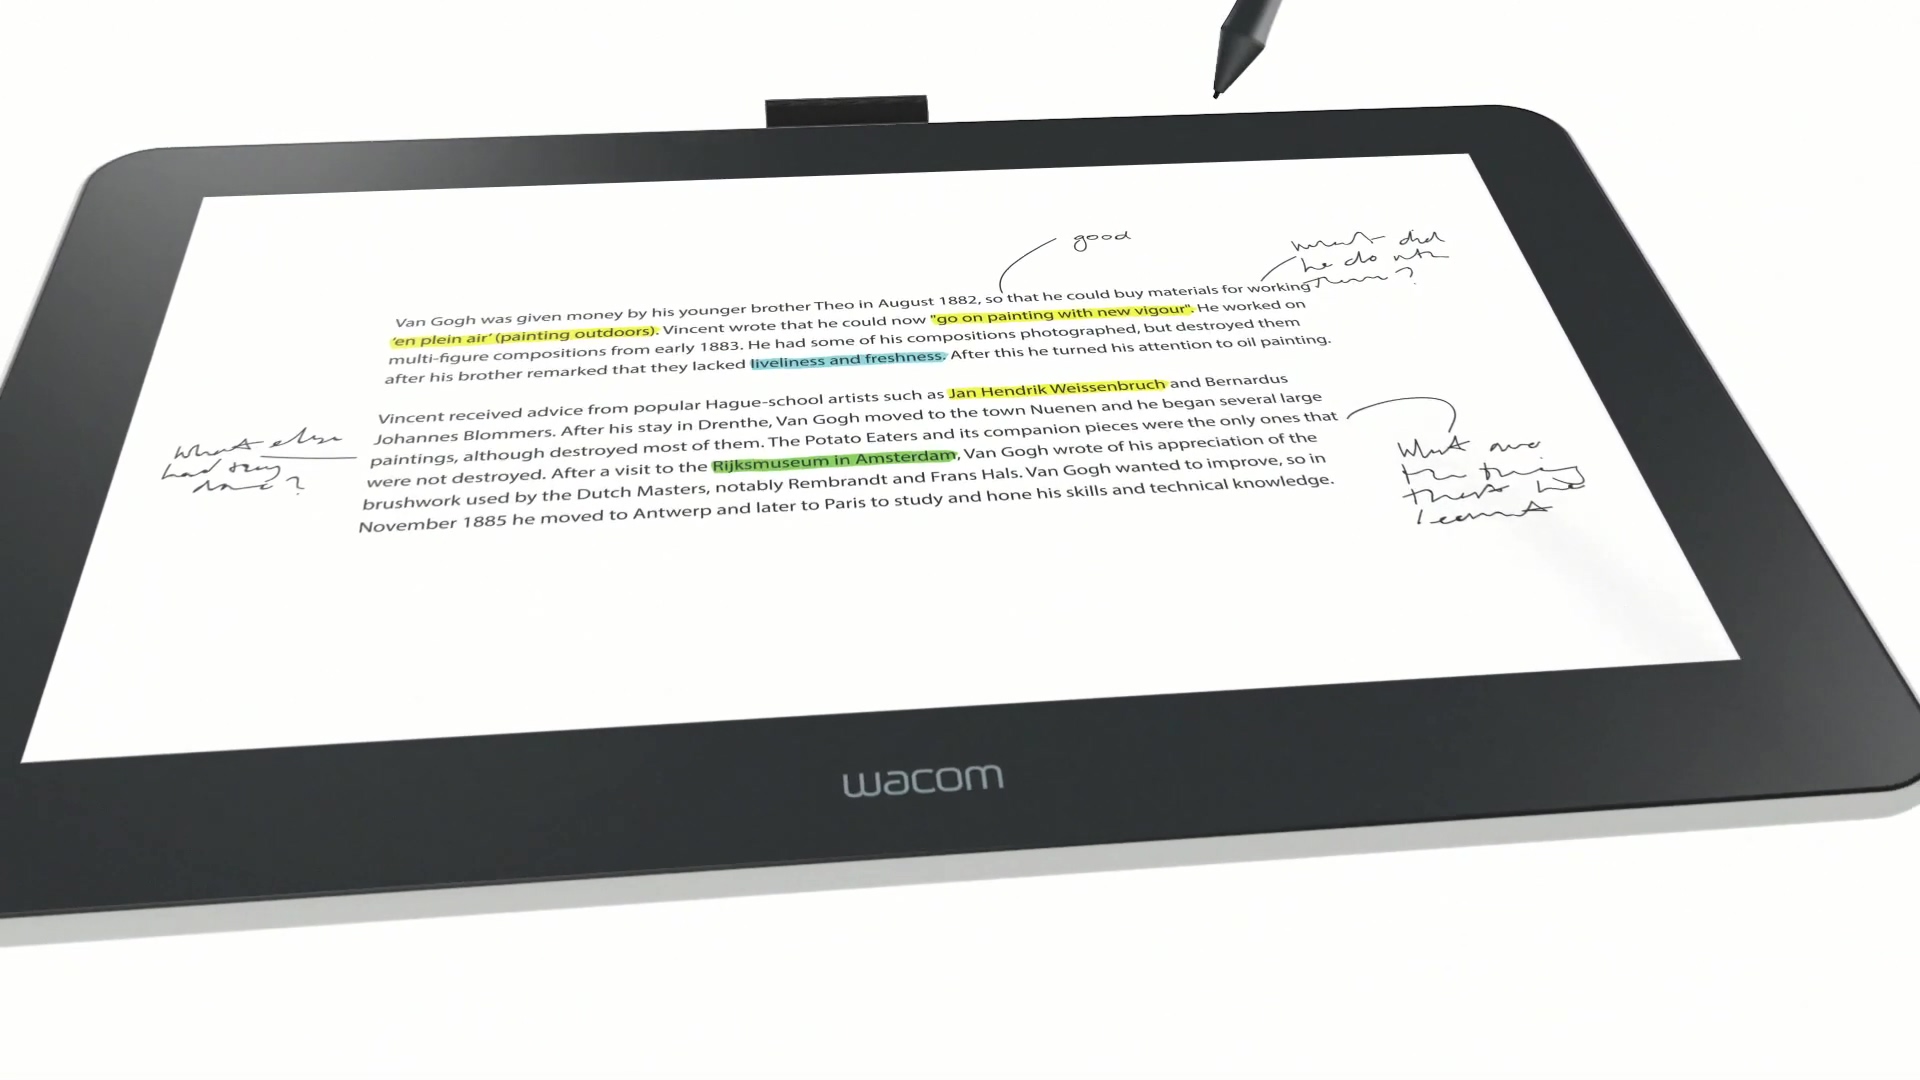 good
what did
he do with
them?
Van Gogh was given money by his younger brother Theo in August 1882, so that he could buy materials for working
'en plein air' (painting outdoors). Vincent wrote that he could now "go on painting with new vigour". He worked on
multi-figure compositions from early 1883. He had some of his compositions photographed, but destroyed them
after his brother remarked that they lacked liveliness and freshness. After this he turned his attention to oil painting.
Vincent received advice from popular Hague-school artists such as Jan Hendrik Weissenbruch and Bernardus
Johannes Blommers. After his stay in Drenthe, Van Gogh moved to the town Nuenen and he began several large
paintings, although destroyed most of them. The Potato Eaters and its companion pieces were the only ones that
were not destroyed. After a visit to the Rijksmuseum in Amsterdam, Van Gogh wrote of his appreciation of the
brushwork used by the Dutch Masters, notably Rembrandt and Frans Hals. Van Gogh wanted to improve, so in
November 1885 he moved to Antwerp and later to Paris to study and hone his skills and technical knowledge.
What else
had they
done?
What are
the thing
that he
learnt
wacom